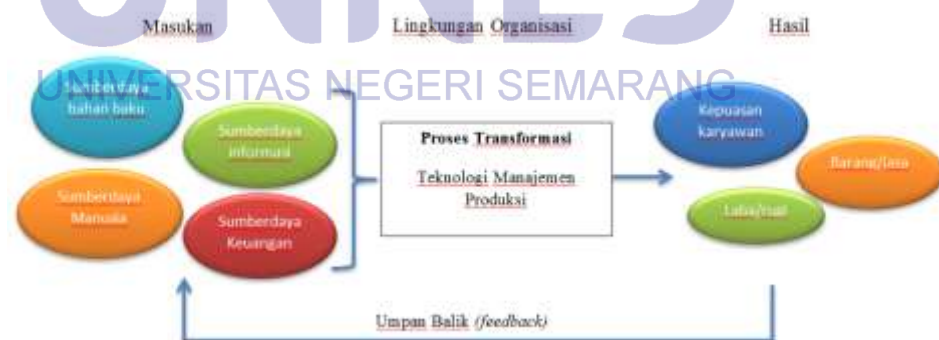 UNNES
Masukan
Lingkungan Organisasi
Hasil
UNIVERSITAS NEGERI SEMARANG
Sumberdaya
bahan baku
Sumberdaya
informasi
Sumberdaya
Manusia
Sumberdaya
Keuangan
Proses Transformasi
Teknologi Manajemen
Produksi
Kepuasan
karyawan
Barang/Jasa
Laba/rugi
Umpan Balik (feedback)